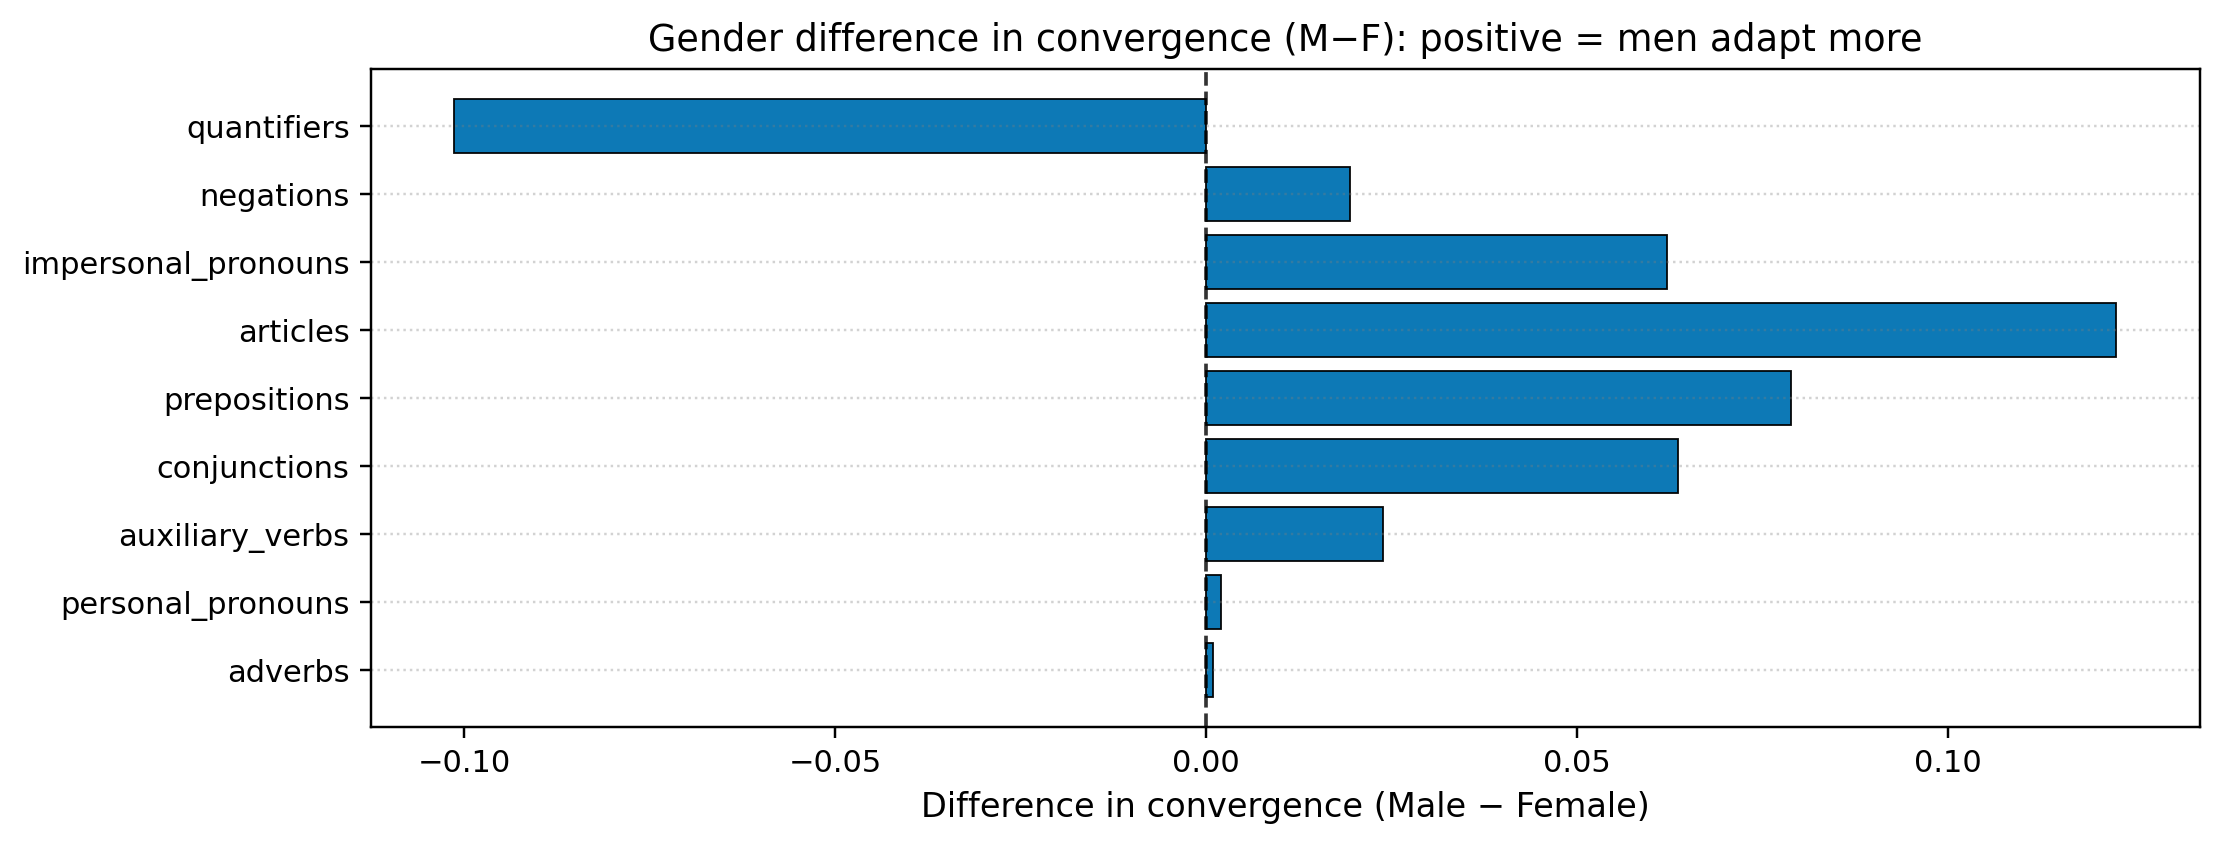 Gender difference in convergence (M−F): positive = men adapt more
quantifiers
negations
impersonal_pronouns
articles
prepositions
conjunctions
auxiliary_verbs
personal_pronouns
adverbs
−0.10 −0.05 0.00 0.05 0.10
Difference in convergence (Male − Female)